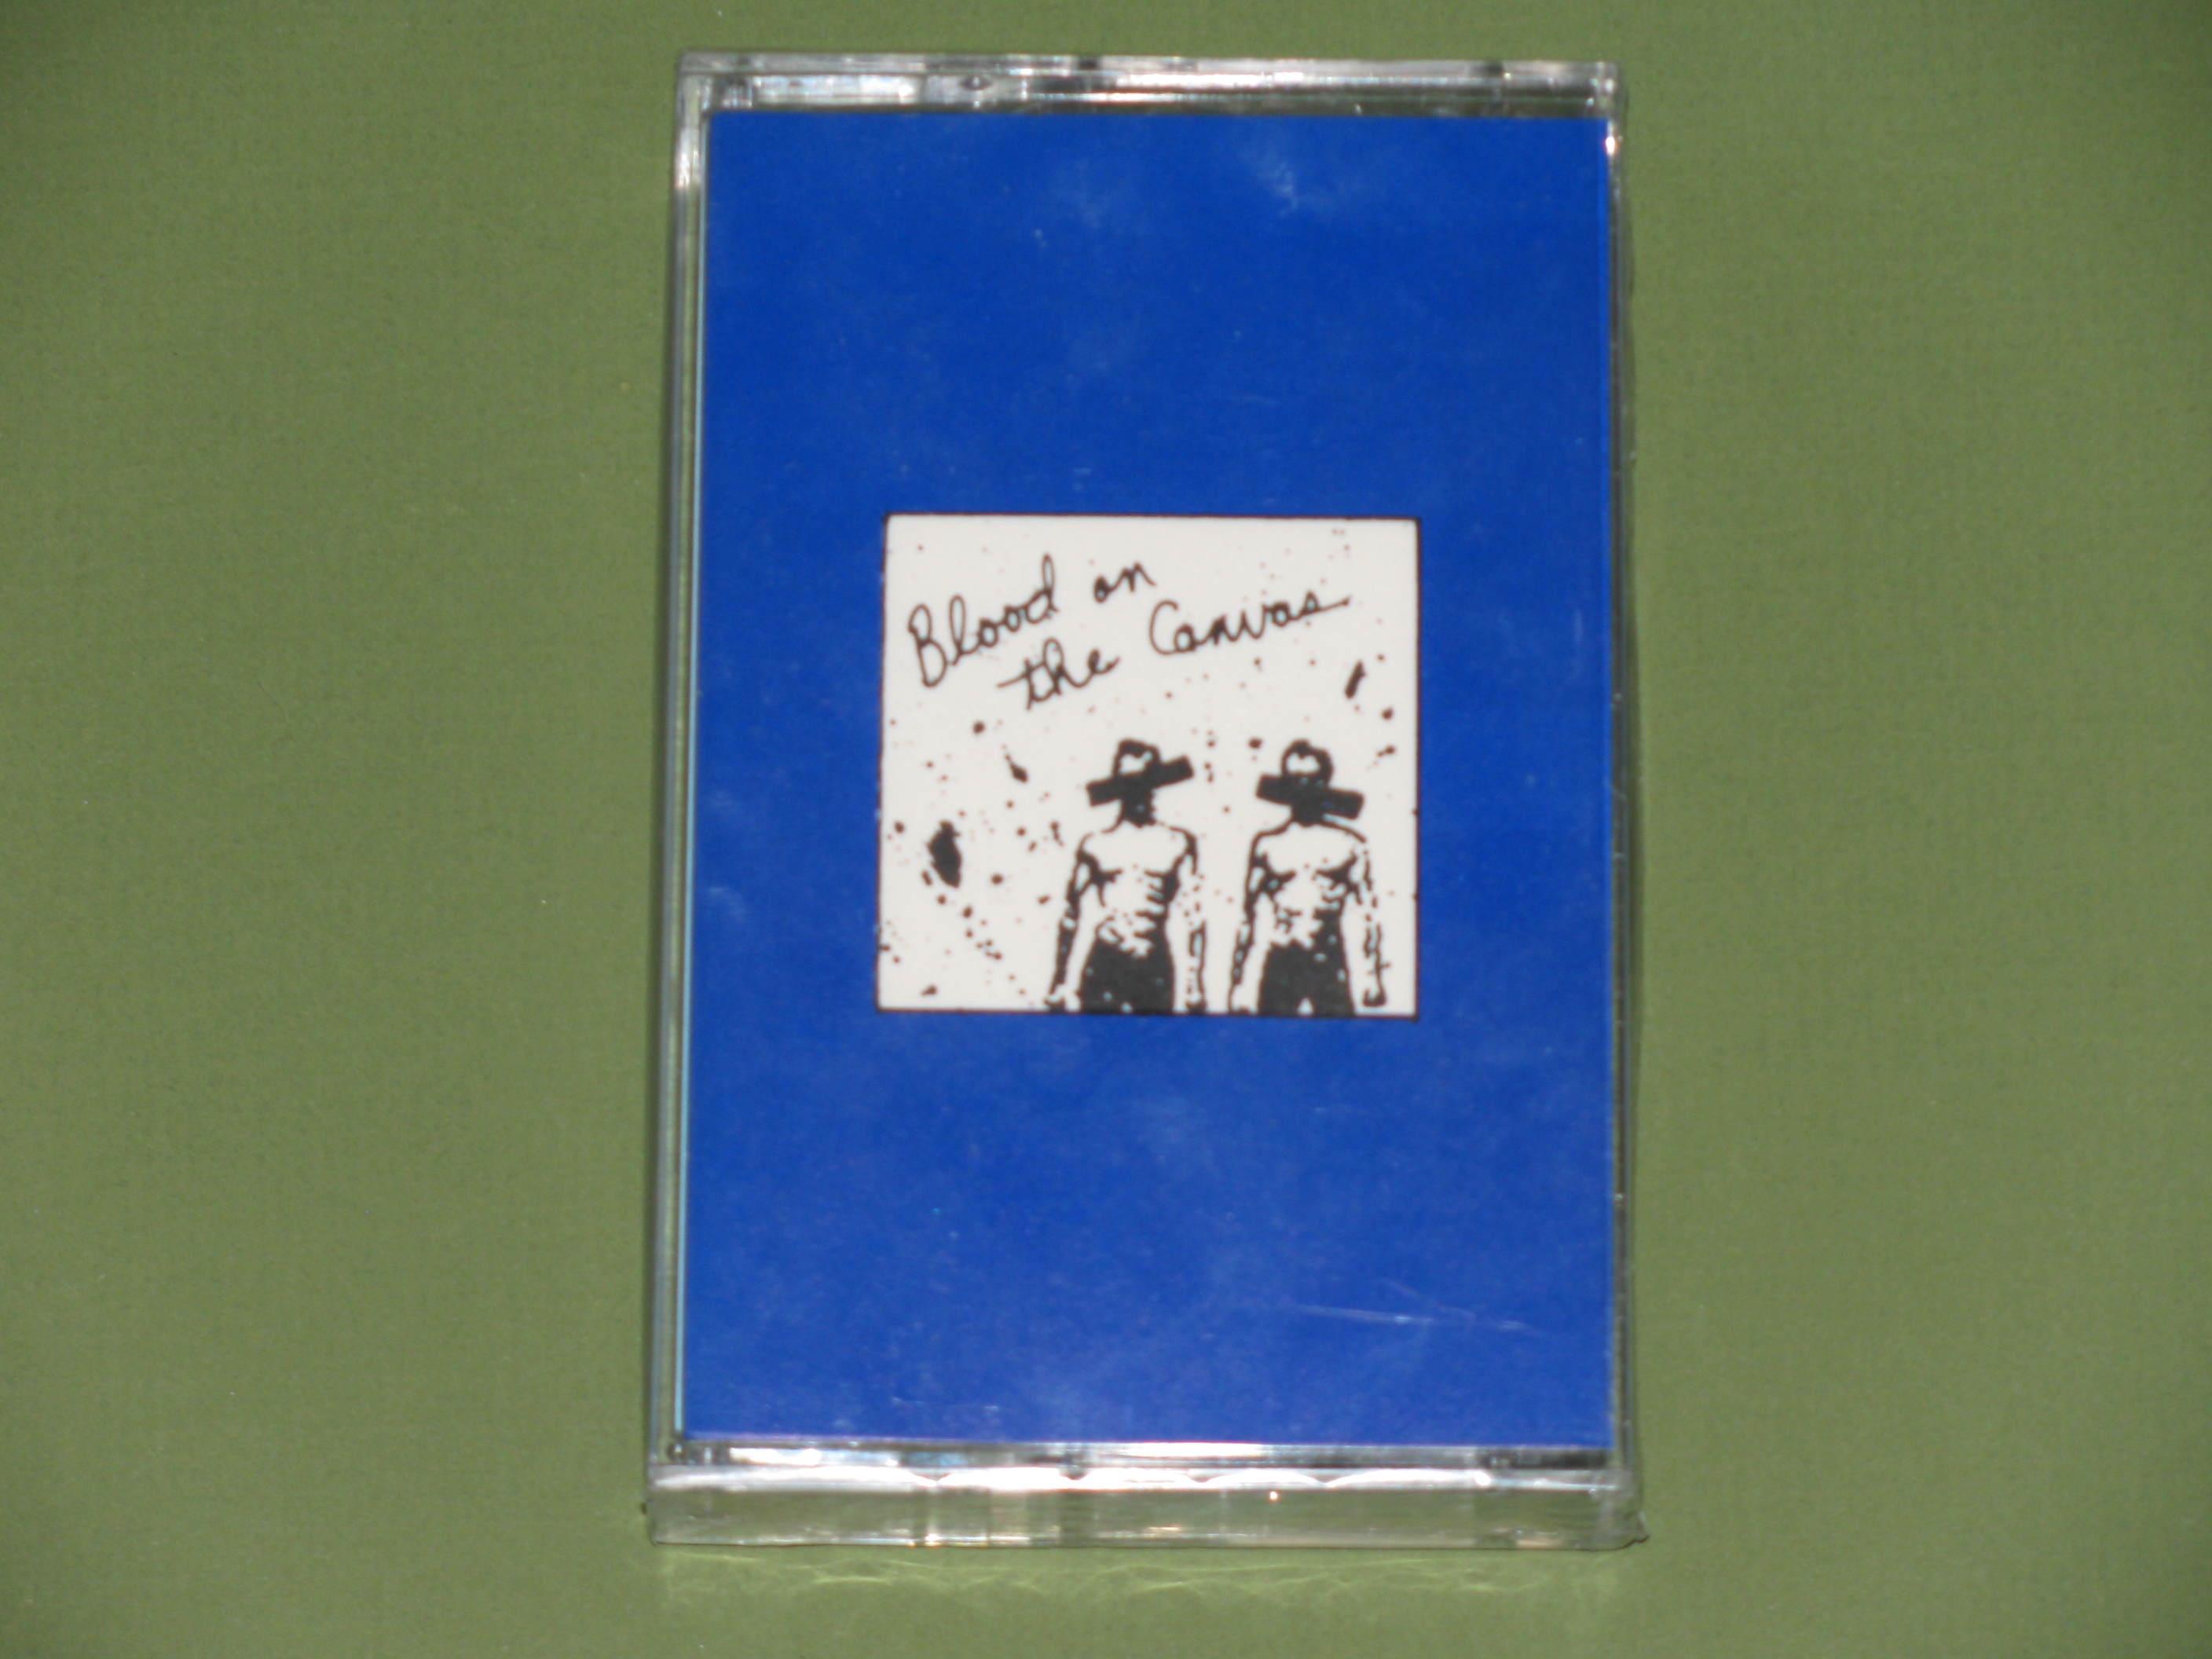 Blood on
the Canvas